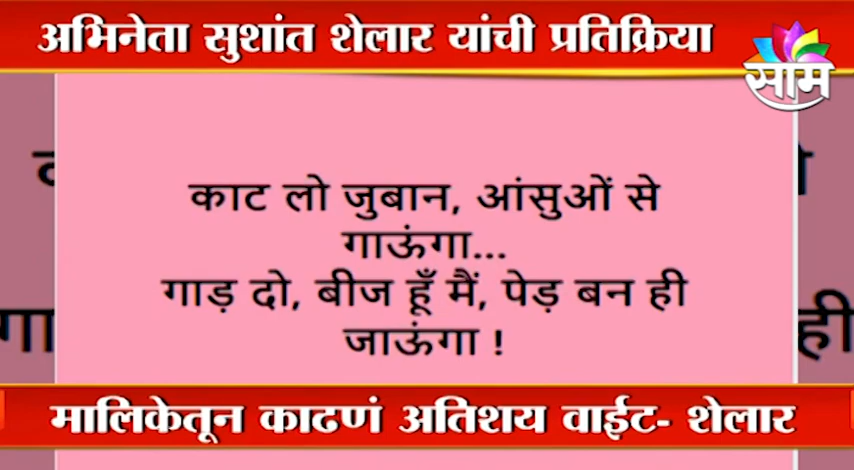 अभिनेता सुशांत शेलार यांची प्रतिक्रिया
साम
काट लो जुबान, आंसुओं से
गाऊंगा...
गाड़ दो, बीज हूँ मैं, पेड़ बन ही
जाऊंगा !
मालिकेतून काढणं अतिशय वाईट- शेलार